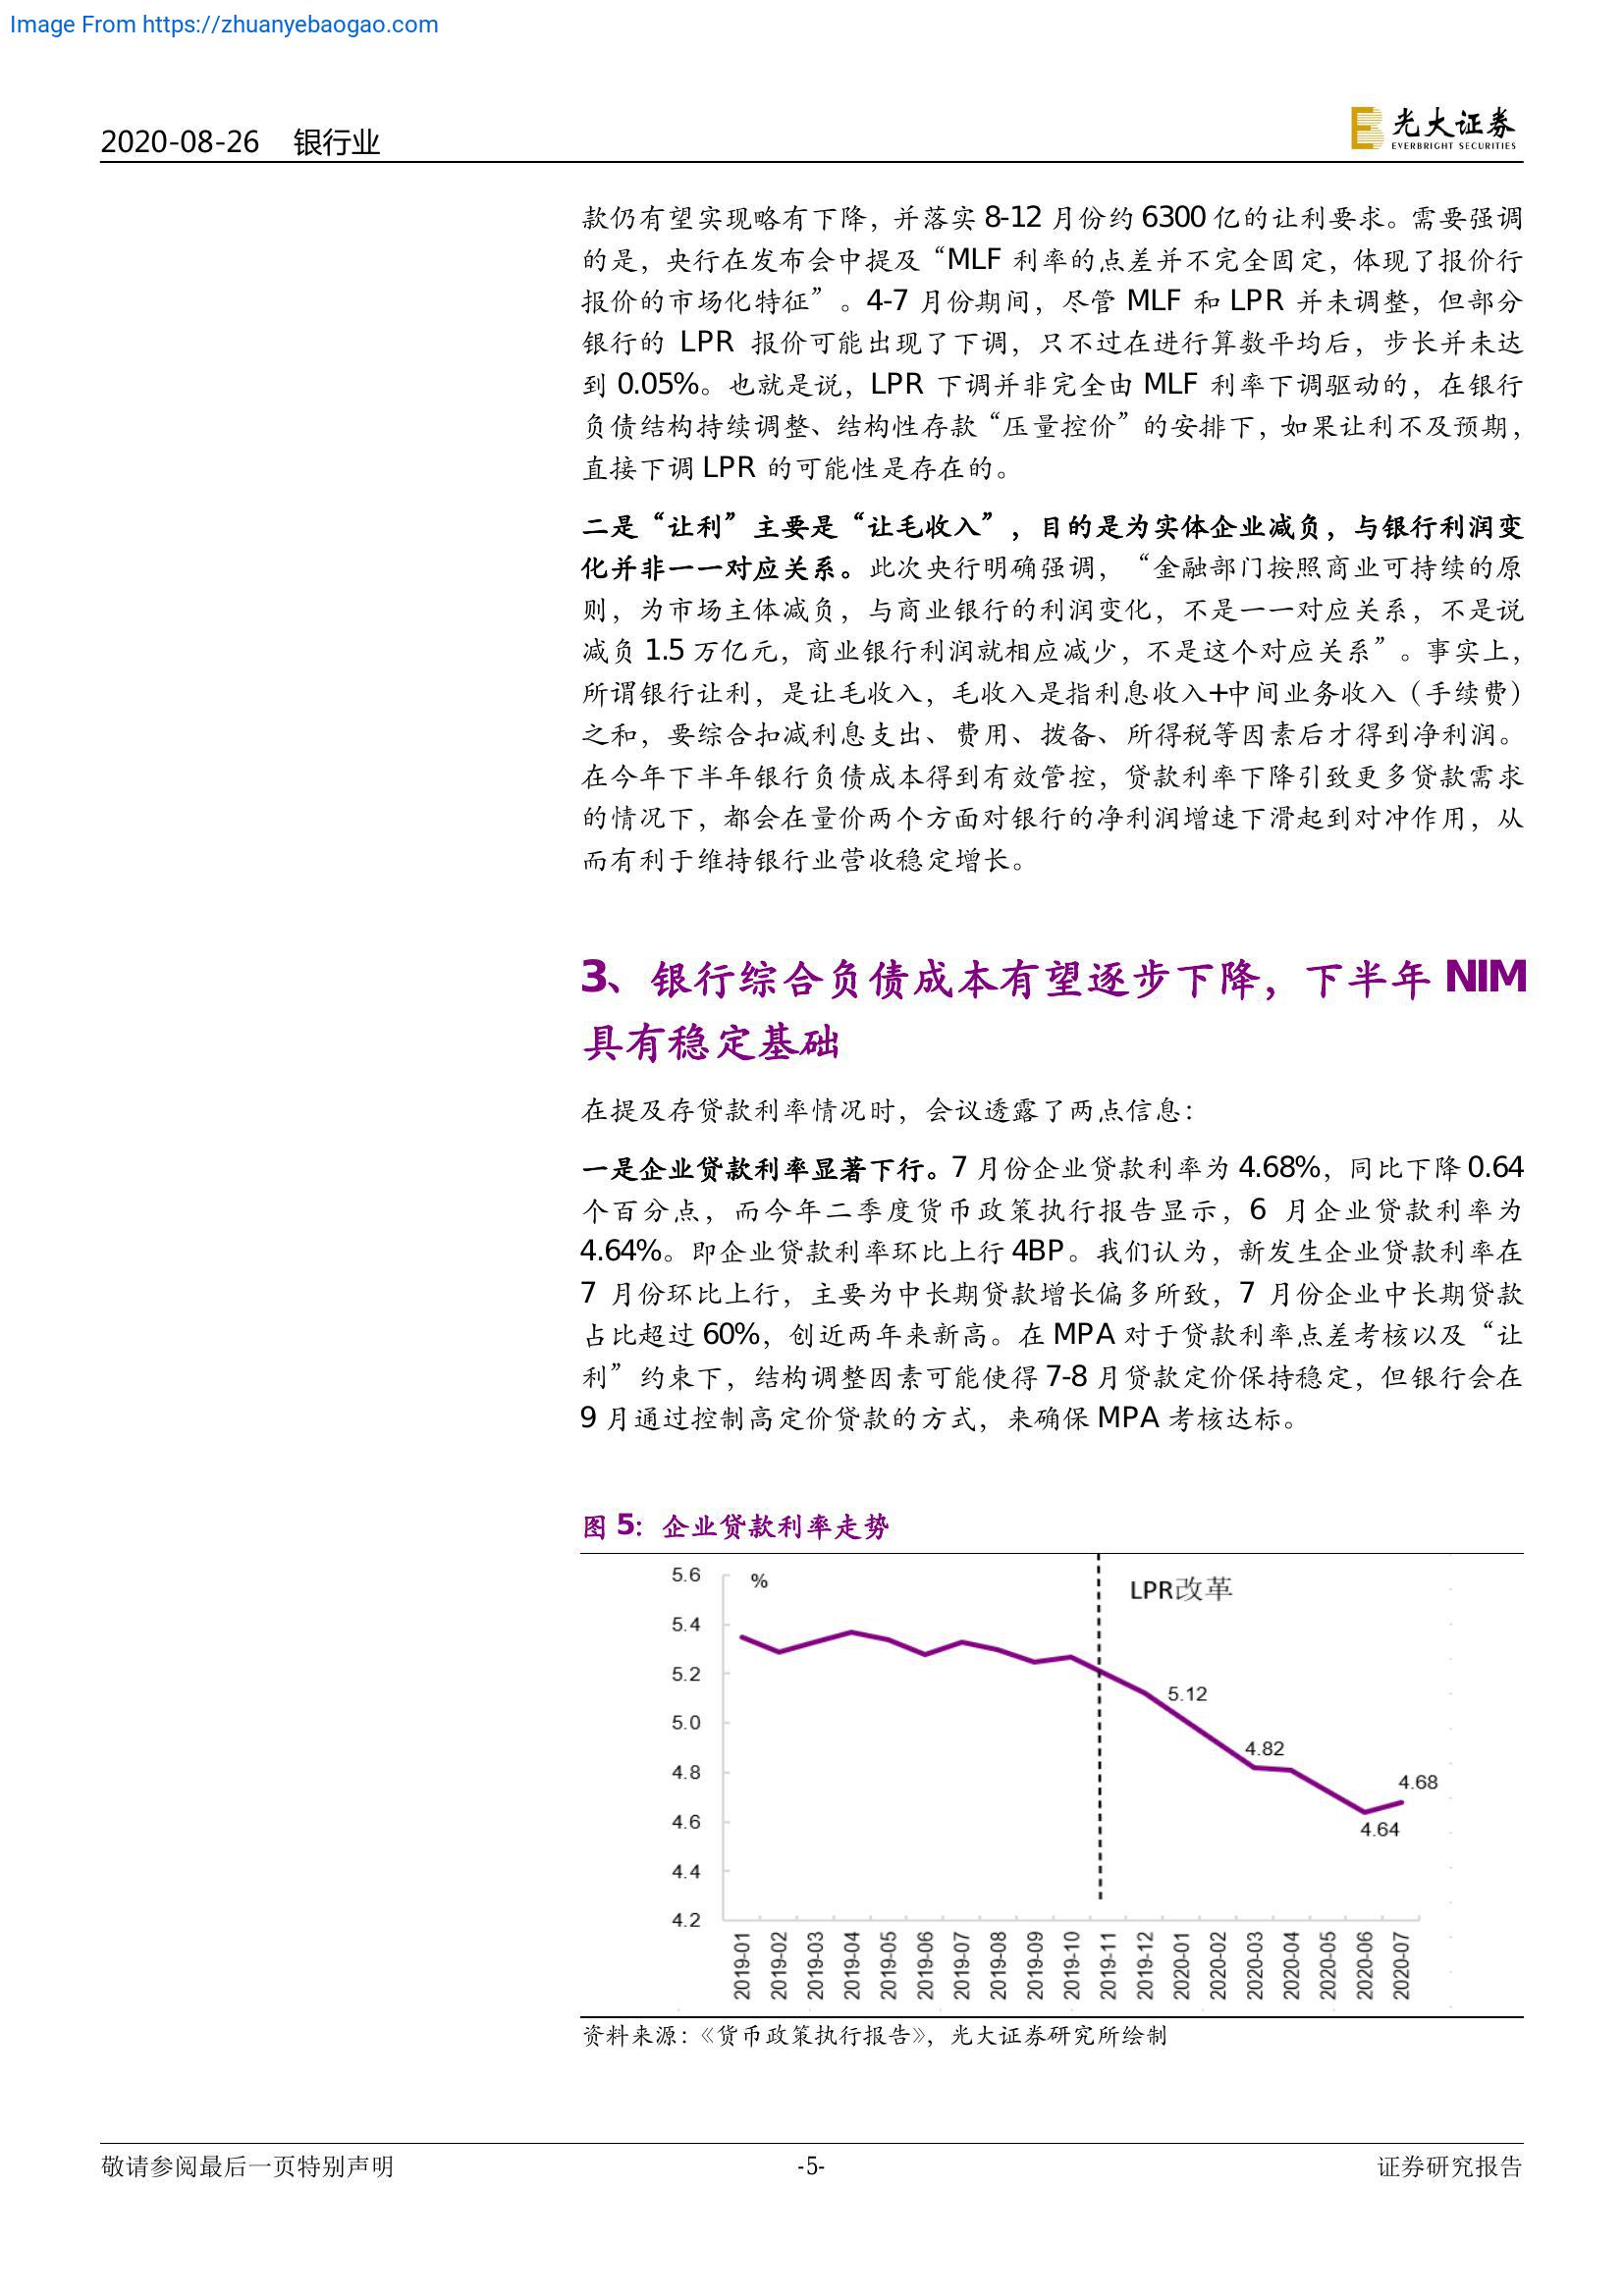 Image From https://zhuanyebaogao.com
2020-08-26 银行业
光大证券
EVERBRIGHT SECURITIES
款仍有望实现略有下降，并落实 8-12 月份约 6300 亿的让利要求。需要强调
的是，央行在发布会中提及“MLF 利率的点差并不完全固定，体现了报价行
报价的市场化特征”。4-7 月份期间，尽管 MLF 和 LPR 并未调整，但部分
银行的 LPR 报价可能出现了下调，只不过在进行算数平均后，步长并未达
到 0.05%。也就是说，LPR 下调并非完全由 MLF 利率下调驱动的，在银行
负债结构持续调整、结构性存款“压量控价”的安排下，如果让利不及预期，
直接下调 LPR 的可能性是存在的。
二是“让利”主要是“让毛收入”，目的是为实体企业减负，与银行利润变
化并非一一对应关系。此次央行明确强调，“金融部门按照商业可持续的原
则，为市场主体减负，与商业银行的利润变化，不是一一对应关系，不是说
减负 1.5 万亿元，商业银行利润就相应减少，不是这个对应关系”。事实上，
所谓银行让利，是让毛收入，毛收入是指利息收入+中间业务收入（手续费）
之和，要综合扣减利息支出、费用、拨备、所得税等因素后才得到净利润。
在今年下半年银行负债成本得到有效管控，贷款利率下降引致更多贷款需求
的情况下，都会在量价两个方面对银行的净利润增速下滑起到对冲作用，从
而有利于维持银行业营收稳定增长。
3、银行综合负债成本有望逐步下降，下半年 NIM
具有稳定基础
在提及存贷款利率情况时，会议透露了两点信息：
一是企业贷款利率显著下行。7 月份企业贷款利率为 4.68%，同比下降 0.64
个百分点，而今年二季度货币政策执行报告显示，6 月企业贷款利率为
4.64%。即企业贷款利率环比上行 4BP。我们认为，新发生企业贷款利率在
7 月份环比上行，主要为中长期贷款增长偏多所致，7 月份企业中长期贷款
占比超过 60%，创近两年来新高。在 MPA 对于贷款利率点差考核以及“让
利”约束下，结构调整因素可能使得 7-8 月贷款定价保持稳定，但银行会在
9 月通过控制高定价贷款的方式，来确保 MPA 考核达标。
图 5：企业贷款利率走势
5.6
%
LPR改革
5.4
5.2
5.12
5.0
4.82
4.8
4.68
4.6
4.64
4.4
4.2
2019-01
2019-02
2019-03
2019-04
2019-05
2019-06
2019-07
2019-08
2019-09
2019-10
2019-11
2019-12
2020-01
2020-02
2020-03
2020-04
2020-05
2020-06
2020-07
资料来源：《货币政策执行报告》，光大证券研究所绘制
敬请参阅最后一页特别声明 -5- 证券研究报告